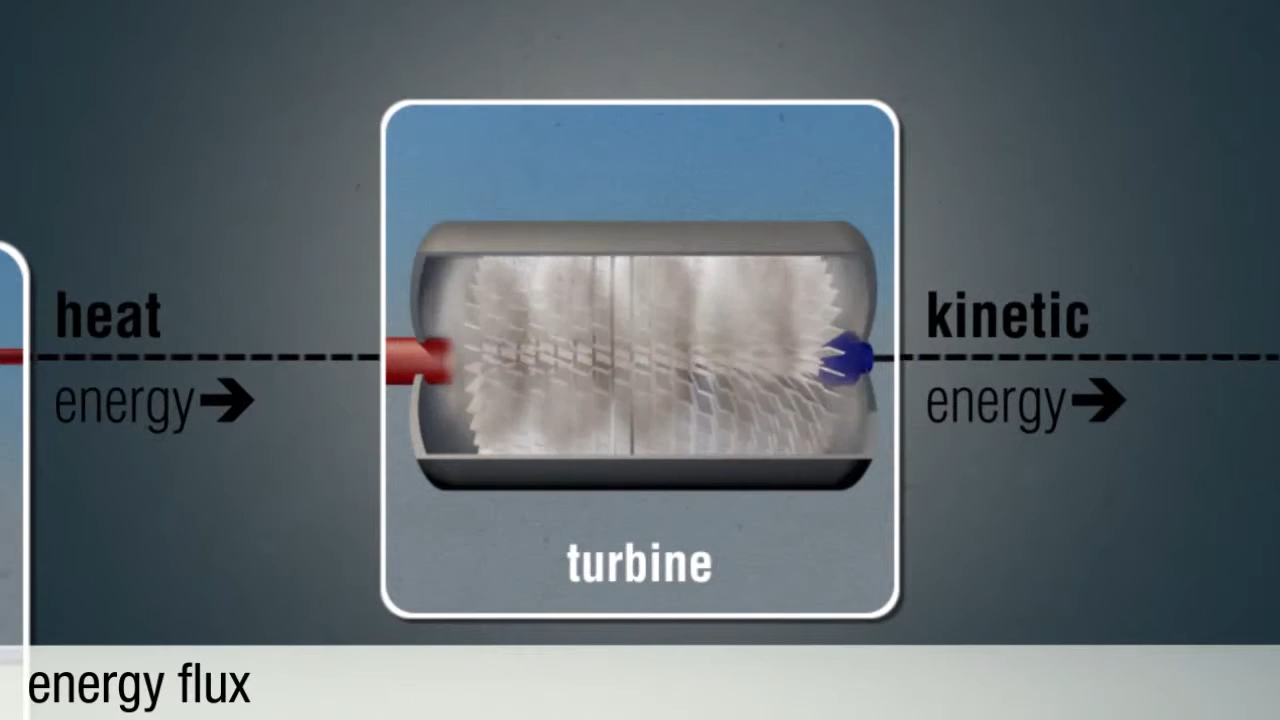 heat
energy
turbine
kinetic
energy
energy flux